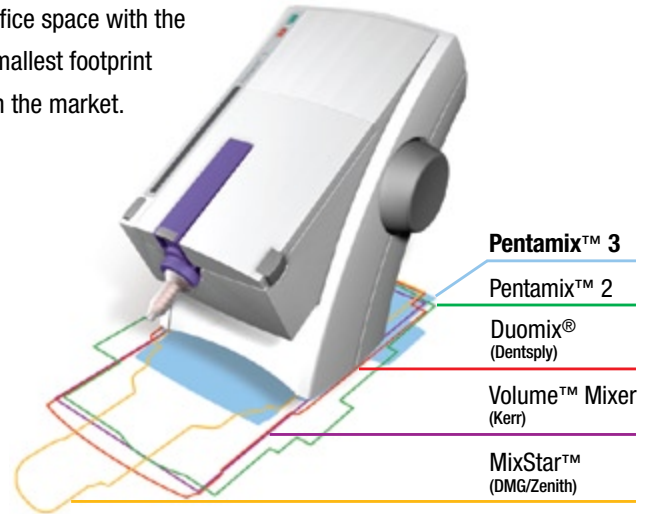 fice space with the
mallest footprint
the market.
Pentamix™ 3
Pentamix™ 2
Duomix®
(Dentsply)
Volume™ Mixer
(Kerr)
MixStar™
(DMG/Zenith)